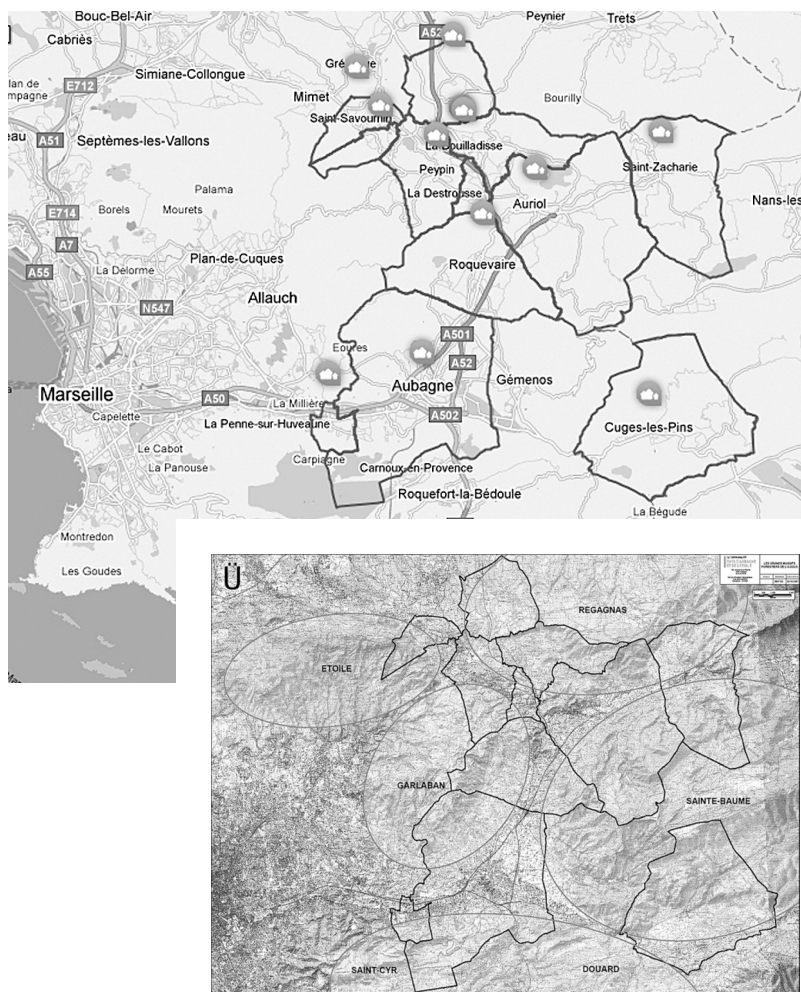 Bouc-Bel-Air
Cabriès
Peynier
Trets
A52
Simiane-Collongue
E712
Mimet
Bourilly
Saint-Savournin
A51
Septèmes-les-Vallons
La Bouilladisse
Peypin
Saint-Zacharie
Palama
La Destrousse
Auriol
Nans-les
Borels
Mourets
E714
A7
Plan-de-Cuques
Roquevaire
A55
La Delorme
Allauch
N547
A501
Eoures
A52
Aubagne
Gémenos
Marseille
A50
La Millière
A502
Capelette
La Penne-sur-Huveaune
Cuges-les-Pins
Le Cabot
La Panouse
Carpiagne
Carnoux-en-Provence
Roquefort-la-Bédoule
La Bégude
Montredon
Les Goudes
Ü
REGAGNAS
ETOILE
GARLABAN
SAINTE-BAUME
SAINT-CYR
DOUARD